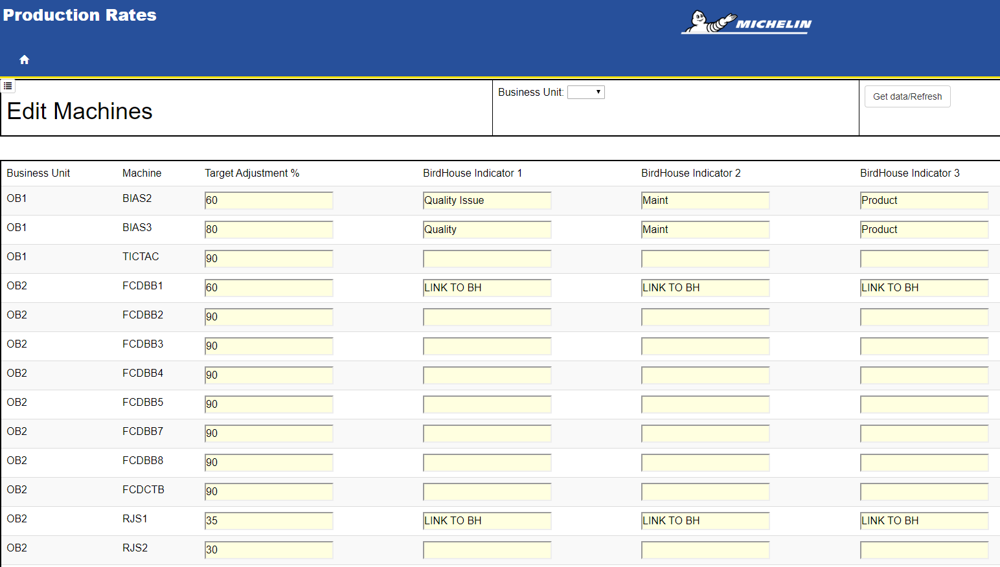 Production Rates
MICHELIN
Edit Machines
Business Unit:
Get data/Refresh
Business Unit Machine Target Adjustment % BirdHouse Indicator 1 BirdHouse Indicator 2 BirdHouse Indicator 3
OB1 BIAS2 60 Quality Issue Maint Product
OB1 BIAS3 80 Quality Maint Product
OB1 TICTAC 90
OB2 FCDBB1 60 LINK TO BH LINK TO BH LINK TO BH
OB2 FCDBB2 90
OB2 FCDBB3 90
OB2 FCDBB4 90
OB2 FCDBB5 90
OB2 FCDBB7 90
OB2 FCDBB8 90
OB2 FCDCTB 90
OB2 RJS1 35 LINK TO BH LINK TO BH LINK TO BH
OB2 RJS2 30